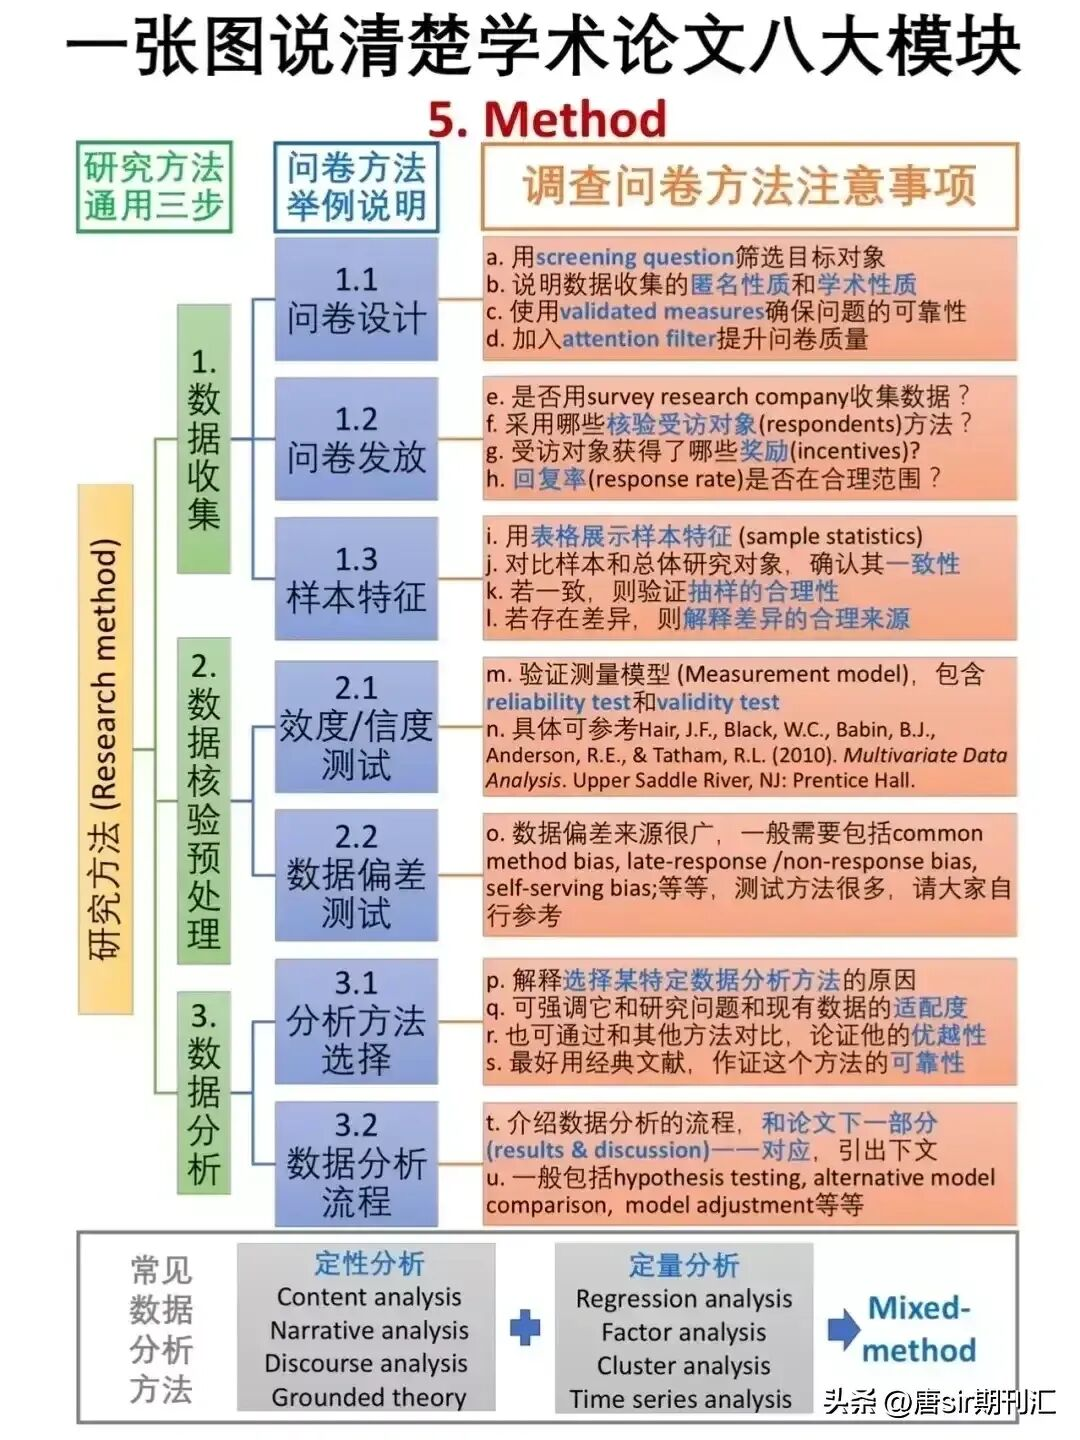 一张图说清楚学术论文八大模块
5. Method
研究方法
通用三步
问卷方法
举例说明
调查问卷方法注意事项
研究方法 (Research method)
1.
数据收集
1.1
问卷设计
a. 用screening question筛选目标对象
b. 说明数据收集的匿名性质和学术性质
c. 使用validated measures确保问题的可靠性
d. 加入attention filter提升问卷质量
1.2
问卷发放
e. 是否用survey research company收集数据？
f. 采用哪些核验受访对象(respondents)方法？
g. 受访对象获得了哪些奖励(incentives)?
h. 回复率(response rate)是否在合理范围？
1.3
样本特征
i. 用表格展示样本特征 (sample statistics)
j. 对比样本和总体研究对象，确认其一致性
k. 若一致，则验证抽样的合理性
l. 若存在差异，则解释差异的合理来源
2.
数据核验预处理
2.1
效度/信度
测试
m. 验证测量模型 (Measurement model)，包含
reliability test和validity test
n. 具体可参考Hair, J.F., Black, W.C., Babin, B.J.,
Anderson, R.E., & Tatham, R.L. (2010). Multivariate Data
Analysis. Upper Saddle River, NJ: Prentice Hall.
2.2
数据偏差
测试
o. 数据偏差来源很广，一般需要包括common
method bias, late-response /non-response bias,
self-serving bias;等等，测试方法很多，请大家自
行参考
3.
数据分析
3.1
分析方法
选择
p. 解释选择某特定数据分析方法的原因
q. 可强调它和研究问题和现有数据的适配度
r. 也可通过和其他方法对比，论证他的优越性
s. 最好用经典文献，作证这个方法的可靠性
3.2
数据分析
流程
t. 介绍数据分析的流程，和论文下一部分
(results & discussion)一一对应，引出下文
u. 一般包括hypothesis testing, alternative model
comparison, model adjustment等等
常见
数据
分析
方法
定性分析
Content analysis
Narrative analysis
Discourse analysis
Grounded theory
定量分析
Regression analysis
Factor analysis
Cluster analysis
Time series analysis
Mixed-
method
头条 @唐sir期刊汇